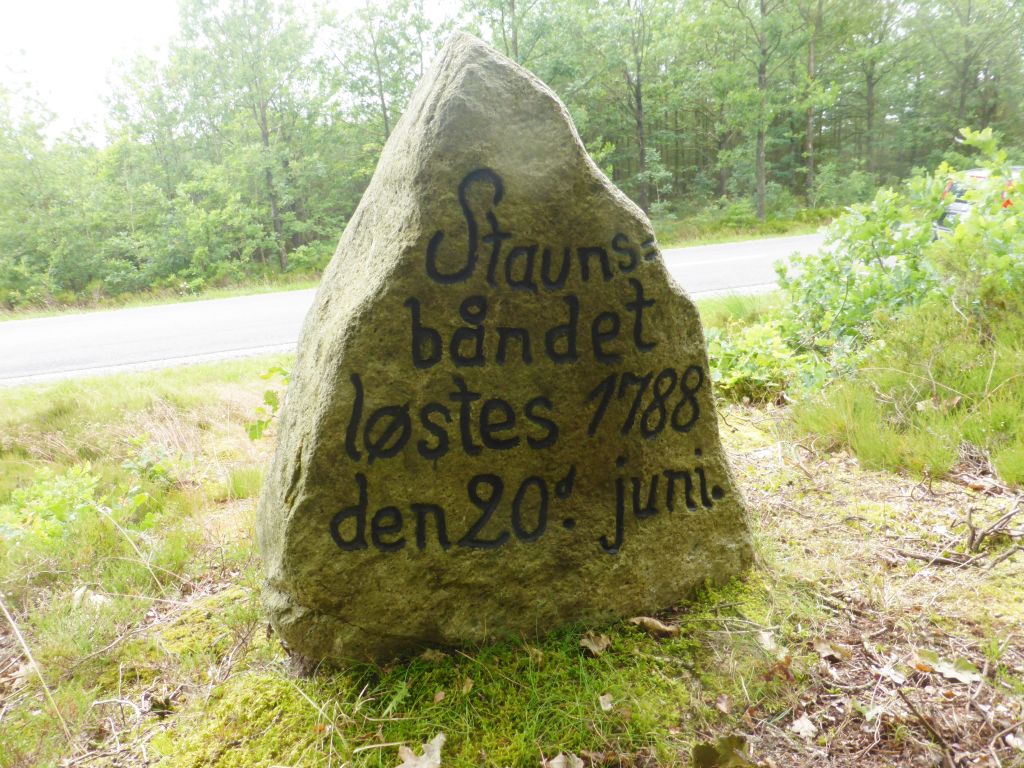 Stauns=
båndet
løstes 1788
den 20d. juni.